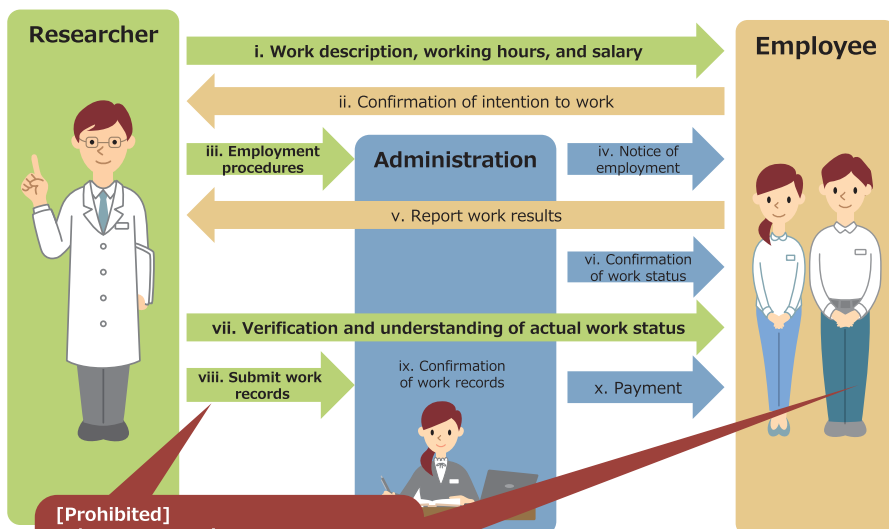 Researcher
Employee
i. Work description, working hours, and salary
ii. Confirmation of intention to work
iii. Employment
procedures
Administration
iv. Notice of
employment
v. Report work results
vi. Confirmation
of work status
vii. Verification and understanding of actual work status
viii. Submit work
records
ix. Confirmation
of work records
x. Payment
[Prohibited]